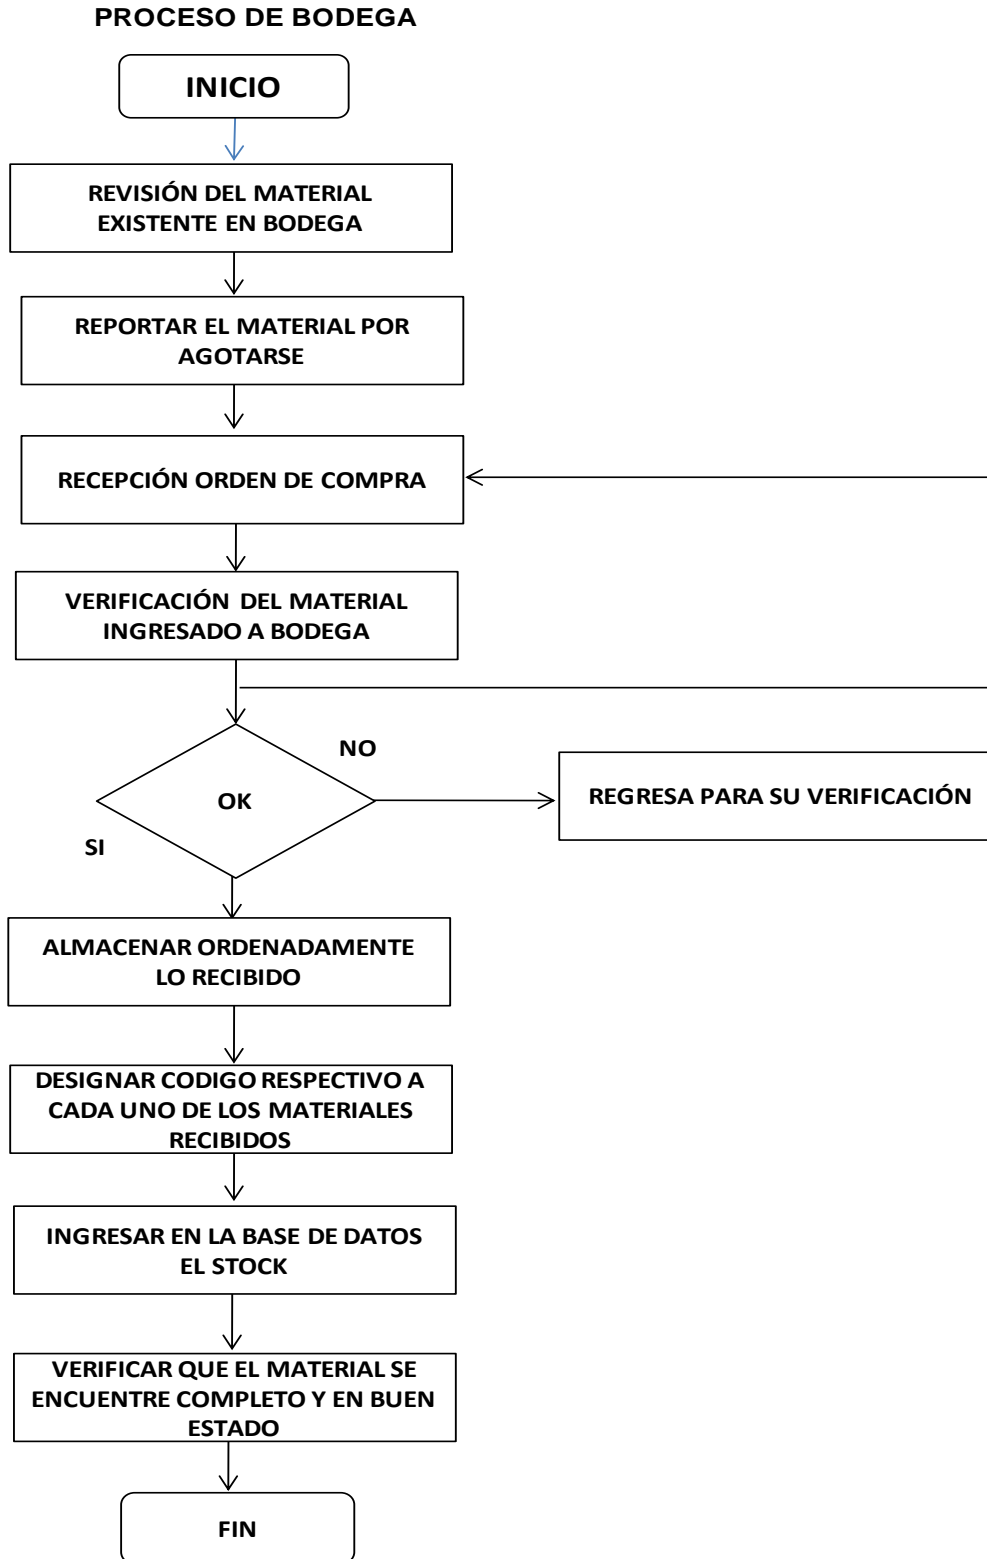 PROCESO DE BODEGA
INICIO
REVISIÓN DEL MATERIAL
EXISTENTE EN BODEGA
REPORTAR EL MATERIAL POR
AGOTARSE
RECEPCIÓN ORDEN DE COMPRA
VERIFICACIÓN DEL MATERIAL
INGRESADO A BODEGA
NO
OK
REGRESA PARA SU VERIFICACIÓN
SI
ALMACENAR ORDENADAMENTE
LO RECIBIDO
DESIGNAR CODIGO RESPECTIVO A
CADA UNO DE LOS MATERIALES
RECIBIDOS
INGRESAR EN LA BASE DE DATOS
EL STOCK
VERIFICAR QUE EL MATERIAL SE
ENCUENTRE COMPLETO Y EN BUEN
ESTADO
FIN